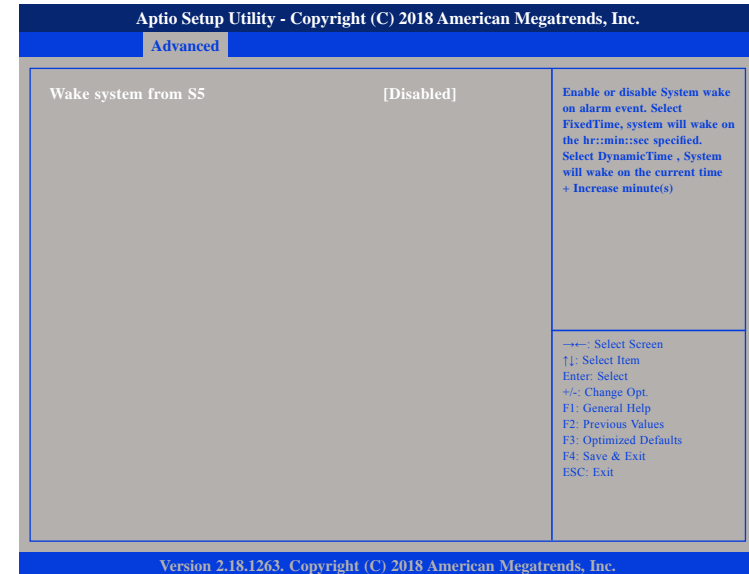 Aptio Setup Utility - Copyright (C) 2018 American Megatrends, Inc.
Advanced
Wake system from S5 [Disabled]
Enable or disable System wake
on alarm event. Select
FixedTime, system will wake on
the hr::min::sec specified.
Select DynamicTime , System
will wake on the current time
+ Increase minute(s)
→←: Select Screen
↑↓: Select Item
Enter: Select
+/-: Change Opt.
F1: General Help
F2: Previous Values
F3: Optimized Defaults
F4: Save & Exit
ESC: Exit
Version 2.18.1263. Copyright (C) 2018 American Megatrends, Inc.